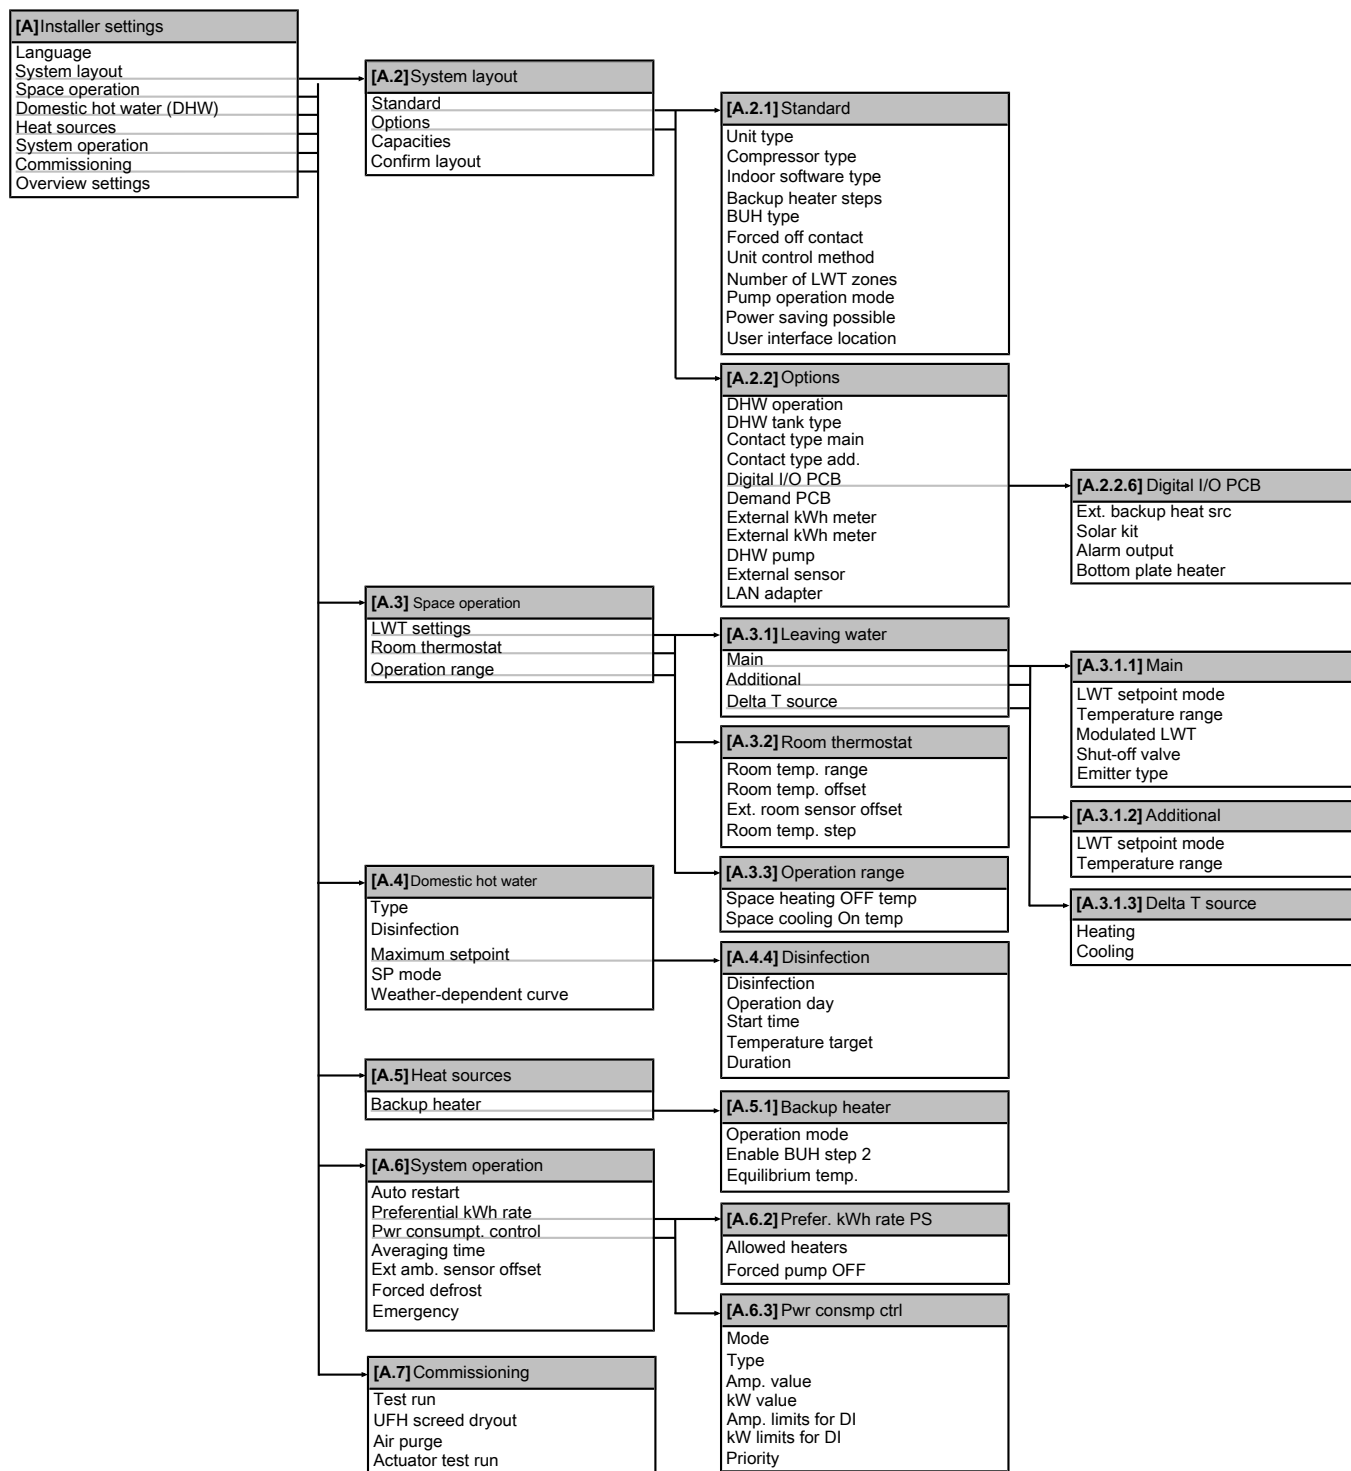 [A]Installer settings
Language
System layout
Space operation
Domestic hot water (DHW)
Heat sources
System operation
Commissioning
Overview settings
[A.2]System layout
Standard
Options
Capacities
Confirm layout
[A.2.1]Standard
Unit type
Compressor type
Indoor software type
Backup heater steps
BUH type
Forced off contact
Unit control method
Number of LWT zones
Pump operation mode
Power saving possible
User interface location
[A.2.2]Options
DHW operation
DHW tank type
Contact type main
Contact type add.
Digital I/O PCB
Demand PCB
External kWh meter
External kWh meter
DHW pump
External sensor
LAN adapter
[A.2.2.6] Digital I/O PCB
Ext. backup heat src
Solar kit
Alarm output
Bottom plate heater
[A.3] Space operation
LWT settings
Room thermostat
Operation range
[A.3.1]Leaving water
Main
Additional
Delta T source
[A.3.1.1] Main
LWT setpoint mode
Temperature range
Modulated LWT
Shut-off valve
Emitter type
[A.3.1.2] Additional
LWT setpoint mode
Temperature range
[A.3.1.3] Delta T source
Heating
Cooling
[A.3.2]Room thermostat
Room temp. range
Room temp. offset
Ext. room sensor offset
Room temp. step
[A.3.3]Operation range
Space heating OFF temp
Space cooling On temp
[A.4]Domestic hot water
Type
Disinfection
Maximum setpoint
SP mode
Weather-dependent curve
[A.4.4]Disinfection
Disinfection
Operation day
Start time
Temperature target
Duration
[A.5]Heat sources
Backup heater
[A.5.1]Backup heater
Operation mode
Enable BUH step 2
Equilibrium temp.
[A.6]System operation
Auto restart
Preferential kWh rate
Pwr consumpt. control
Averaging time
Ext amb. sensor offset
Forced defrost
Emergency
[A.6.2]Prefer. kWh rate PS
Allowed heaters
Forced pump OFF
[A.6.3]Pwr consmp ctrl
Mode
Type
Amp. value
kW value
Amp. limits for DI
kW limits for DI
Priority
[A.7]Commissioning
Test run
UFH screed dryout
Air purge
Actuator test run